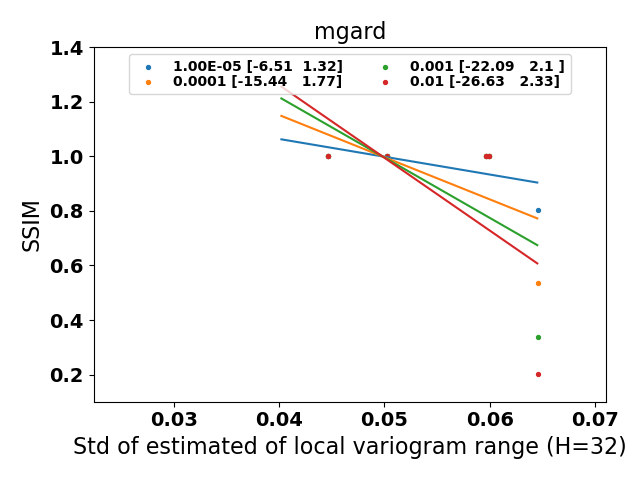 mgard
1.00E-05 [-6.51  1.32]
0.0001 [-15.44   1.77]
0.001 [-22.09   2.1 ]
0.01 [-26.63   2.33]
SSIM
1.4
1.2
1.0
0.8
0.6
0.4
0.2
0.03 0.04 0.05 0.06 0.07
Std of estimated of local variogram range (H=32)